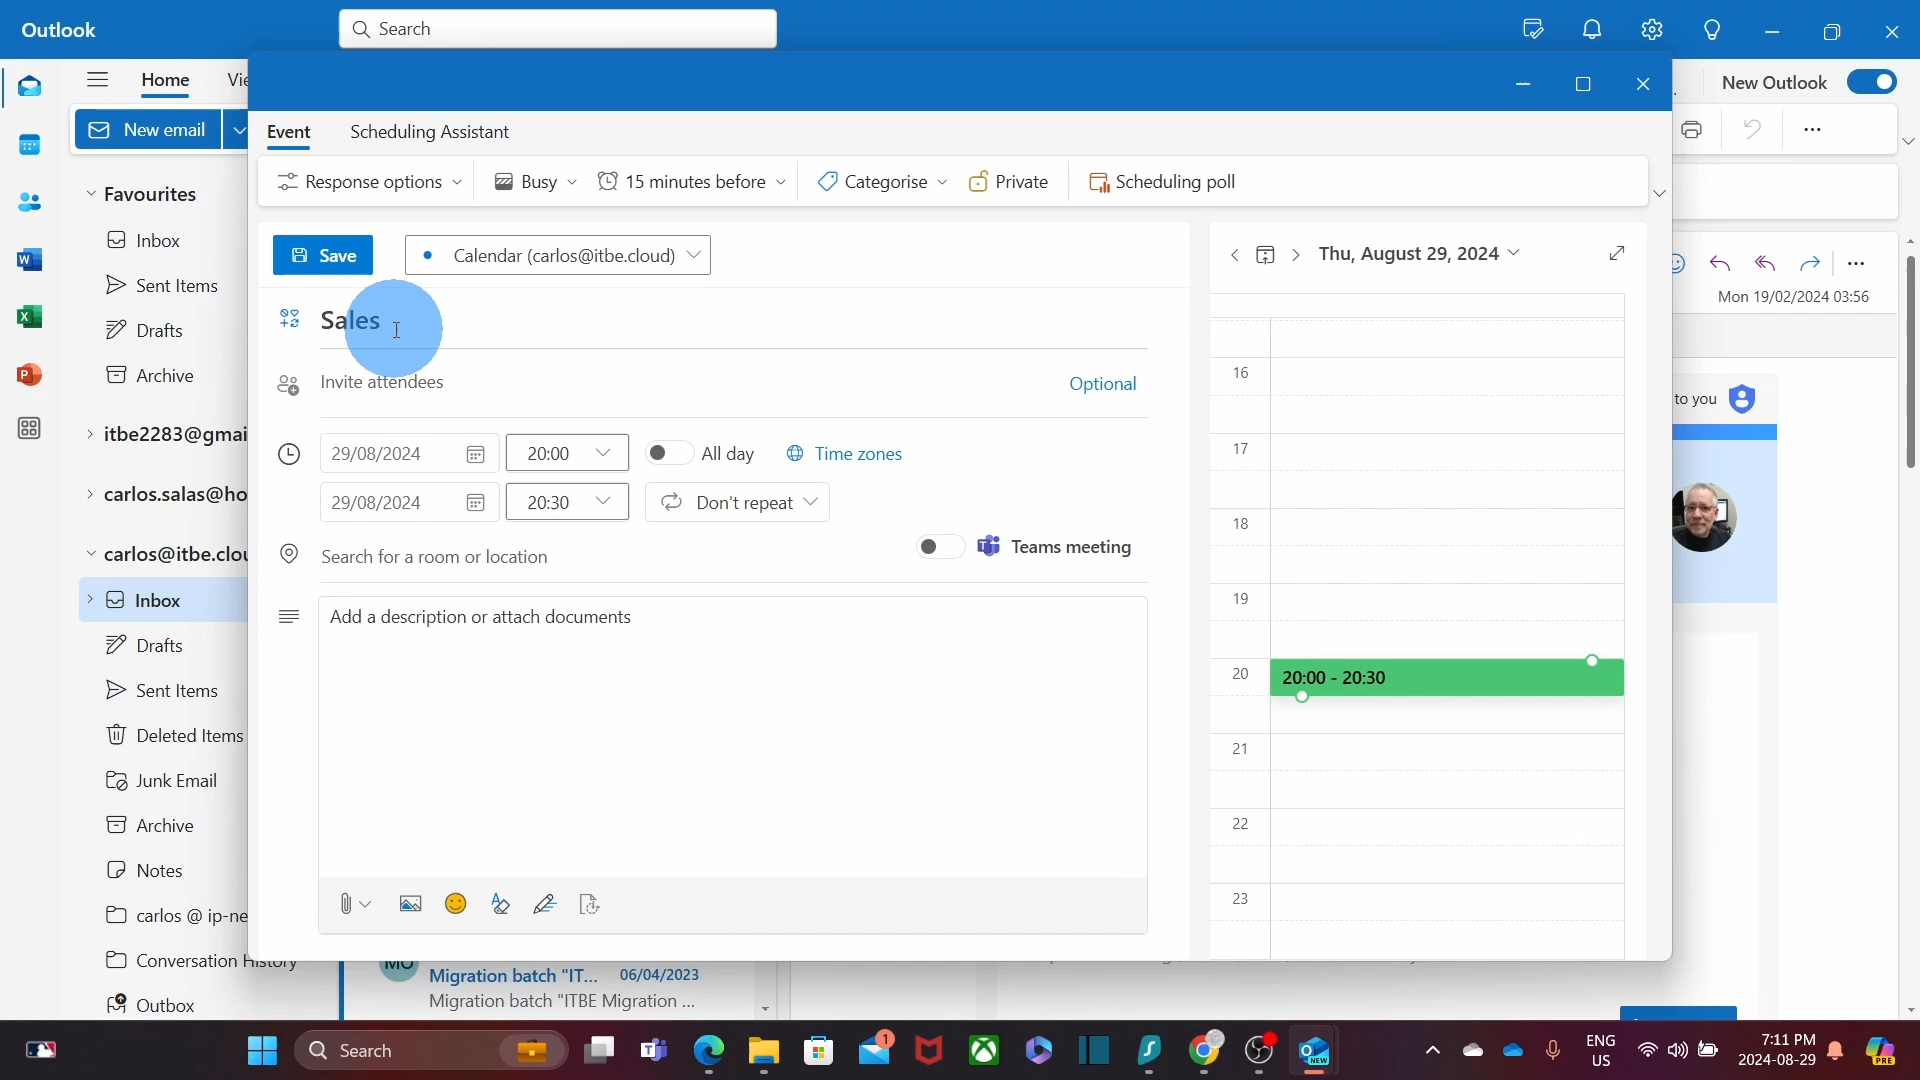 Outlook
Search
Home
Vie
New Outlook
New email
Event
Scheduling Assistant
Response options
Busy
15 minutes before
Categorise
Private
Scheduling poll
Favourites
Inbox
Sent Items
Drafts
Archive
itbe2283@gmai
carlos.salas@ho
carlos@itbe.clou
Inbox
Drafts
Sent Items
Deleted Items
Junk Email
Archive
Notes
carlos @ ip-ne
Conversation History
Outbox
Save
Calendar (carlos@itbe.cloud)
Sales
Invite attendees
Optional
29/08/2024
20:00
All day
Time zones
29/08/2024
20:30
Don't repeat
Search for a room or location
Teams meeting
Add a description or attach documents
Thu, August 29, 2024
16
17
18
19
20
20:00 - 20:30
21
22
23
Mon 19/02/2024 03:56
to you
MO
Migration batch "IT... 06/04/2023
Migration batch "ITBE Migration ...
Search
1
NEW
ENG
US
7:11 PM
2024-08-29
PRE